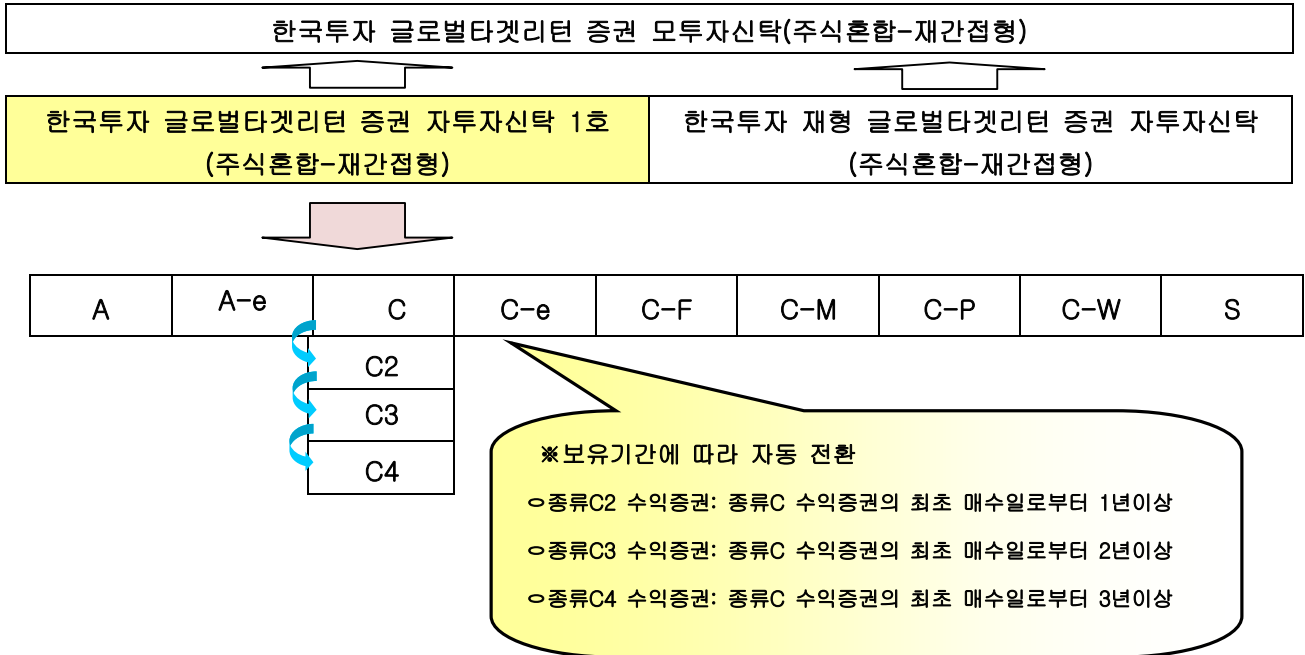 한국투자 글로벌타겟리턴 증권 모투자신탁(주식혼합-재간접형)
한국투자 글로벌타겟리턴 증권 자투자신탁 1호
(주식혼합-재간접형)
한국투자 재형 글로벌타겟리턴 증권 자투자신탁
(주식혼합-재간접형)
A A-e C C-e C-F C-M C-P C-W S
C2
C3
C4
※보유기간에 따라 자동 전환
ㅇ종류C2 수익증권: 종류C 수익증권의 최초 매수일로부터 1년이상
ㅇ종류C3 수익증권: 종류C 수익증권의 최초 매수일로부터 2년이상
ㅇ종류C4 수익증권: 종류C 수익증권의 최초 매수일로부터 3년이상